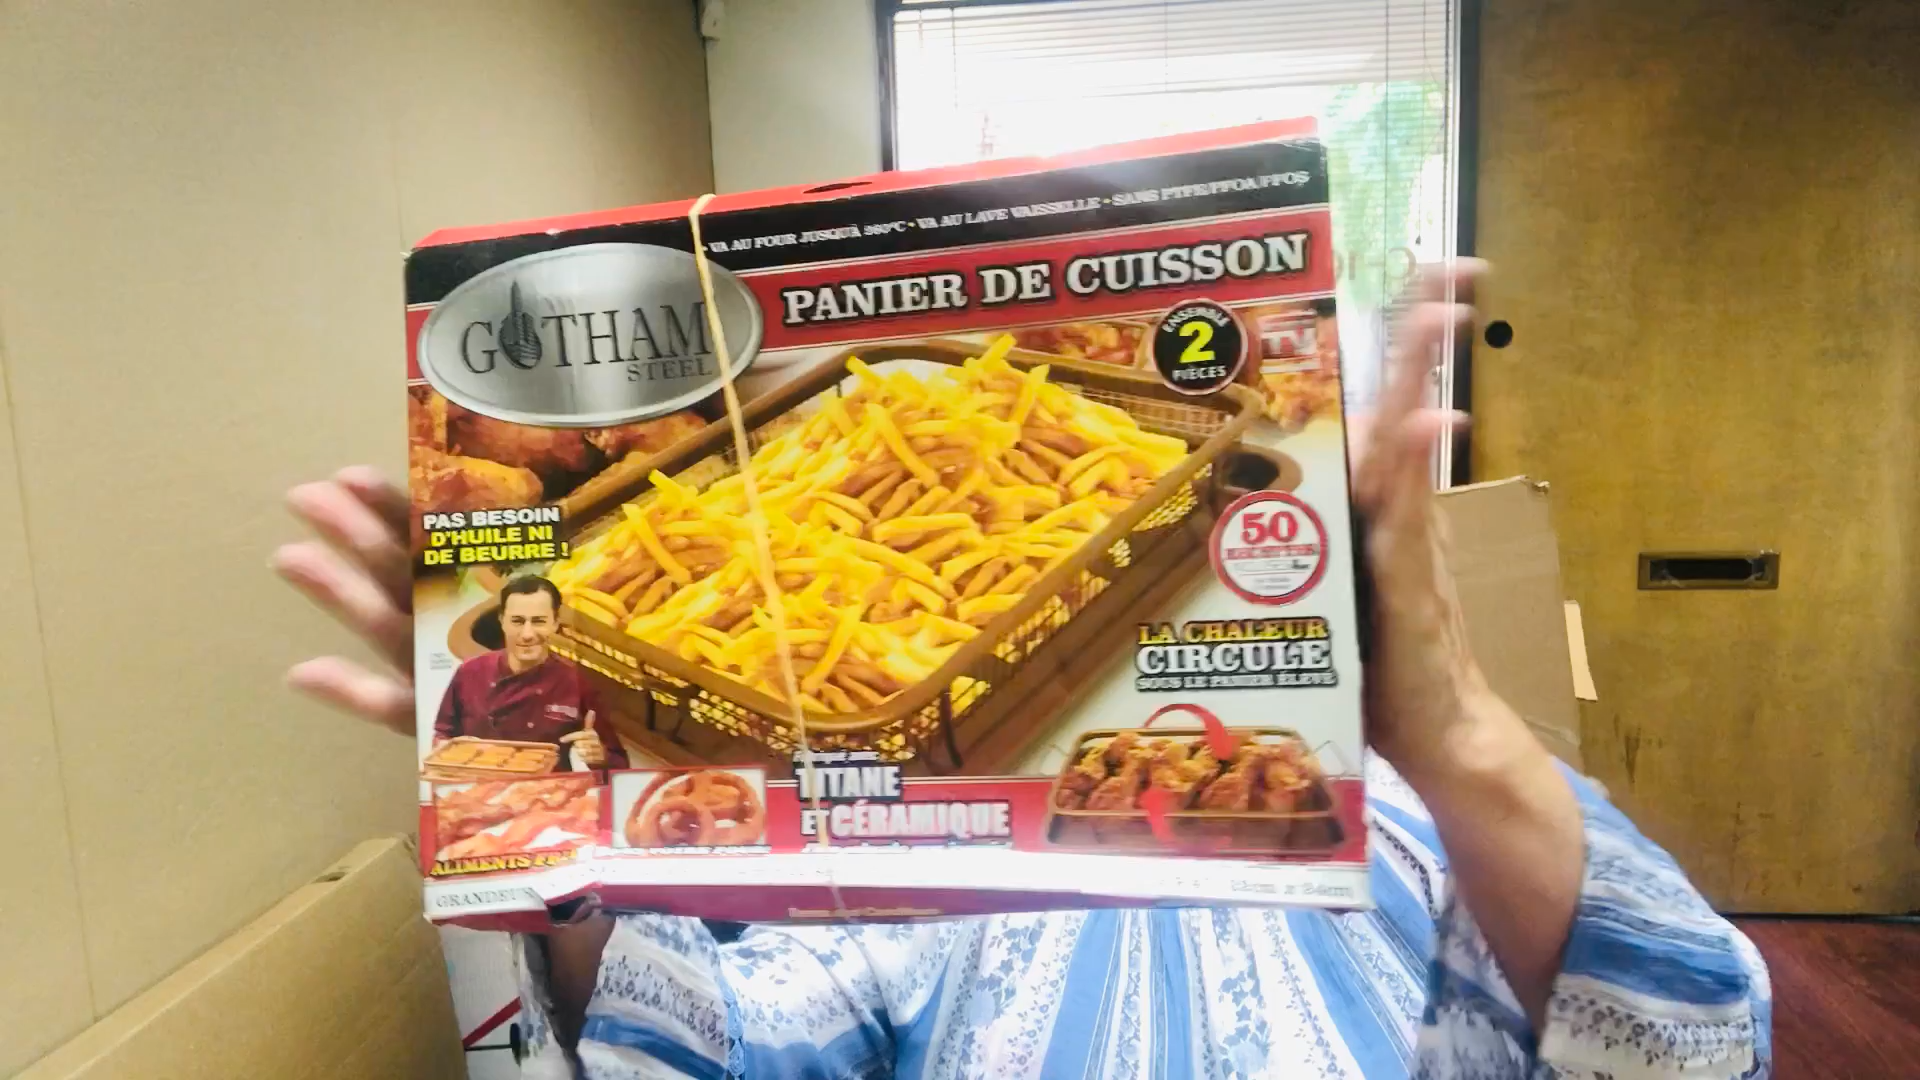 VA AU FOUR JUSQU'À 260°C • VA AU LAVE VAISSELLE • SANS PTFE/PFOA/PFOS
GOTHAM
STEEL
PANIER DE CUISSON
ENSEMBLE
2
PIÈCES
TV
PAS BESOIN
D'HUILE NI
DE BEURRE !
50
RECETTES
LA CHALEUR
CIRCULE
SOUS LE PANIER ÉLEVÉ
TITANE
ET CÉRAMIQUE
ALIMENTS